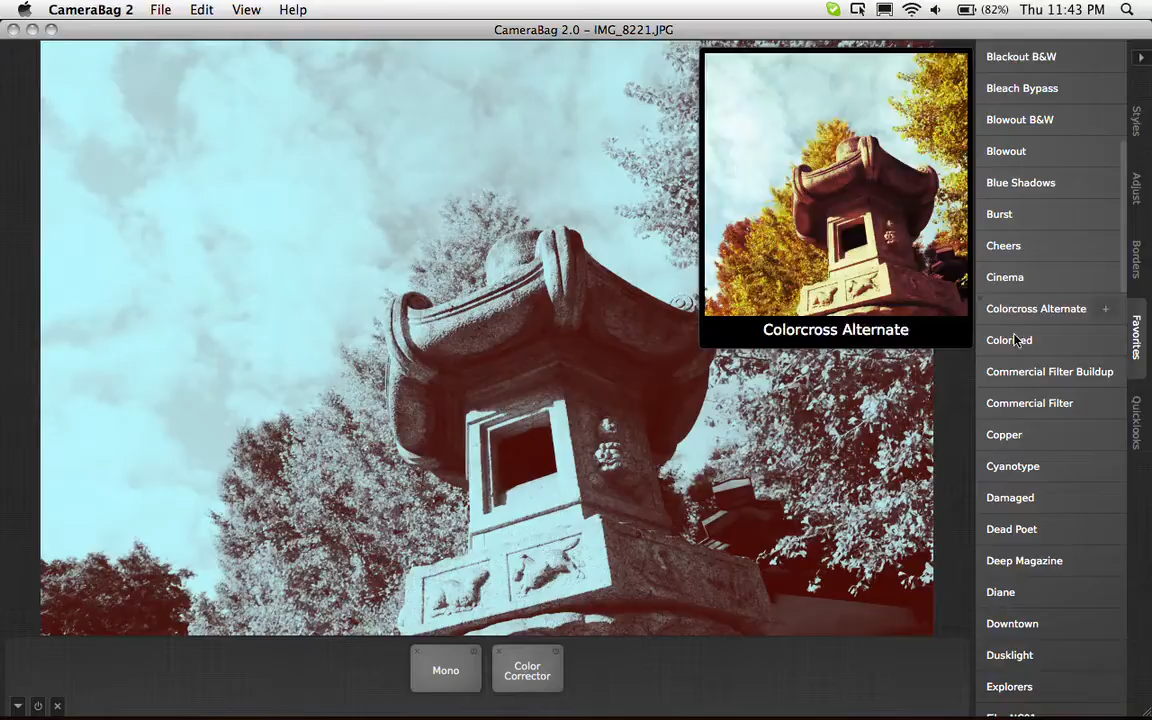 CameraBag 2 File Edit View Help (82%) Thu 11:43 PM
CameraBag 2.0 - IMG_8221.JPG
Colorcross Alternate
Blackout B&W
Bleach Bypass
Blowout B&W
Blowout
Blue Shadows
Burst
Cheers
Cinema
Colorcross Alternate +
Commercial Filter Buildup
Commercial Filter
Copper
Cyanotype
Damaged
Dead Poet
Deep Magazine
Diane
Downtown
Dusklight
Explorers
Styles
Adjust
Borders
Favorites
Quicklooks
Mono
Color
Corrector